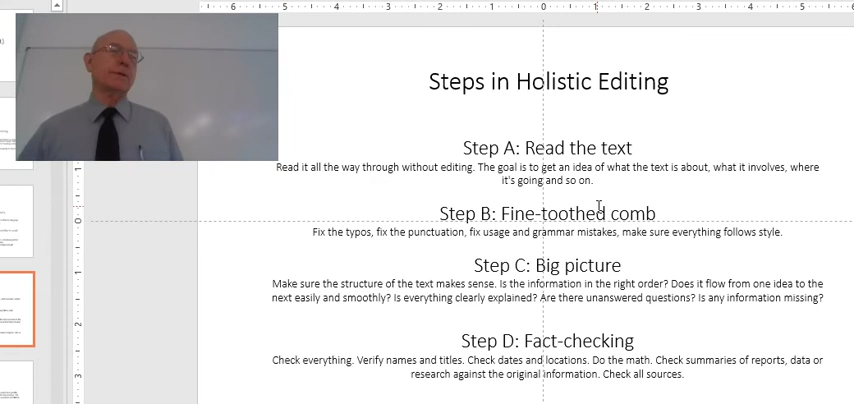 Steps in Holistic Editing
Step A: Read the text
Read it all the way through without editing. The goal is to get an idea of what the text is about, what it involves, where
it's going and so on.
Step B: Fine-toothed comb
Fix the typos, fix the punctuation, fix usage and grammar mistakes, make sure everything follows style.
Step C: Big picture
Make sure the structure of the text makes sense. Is the information in the right order? Does it flow from one idea to the
next easily and smoothly? Is everything clearly explained? Are there unanswered questions? Is any information missing?
Step D: Fact-checking
Check everything. Verify names and titles. Check dates and locations. Do the math. Check summaries of reports, data or
research against the original information. Check all sources.